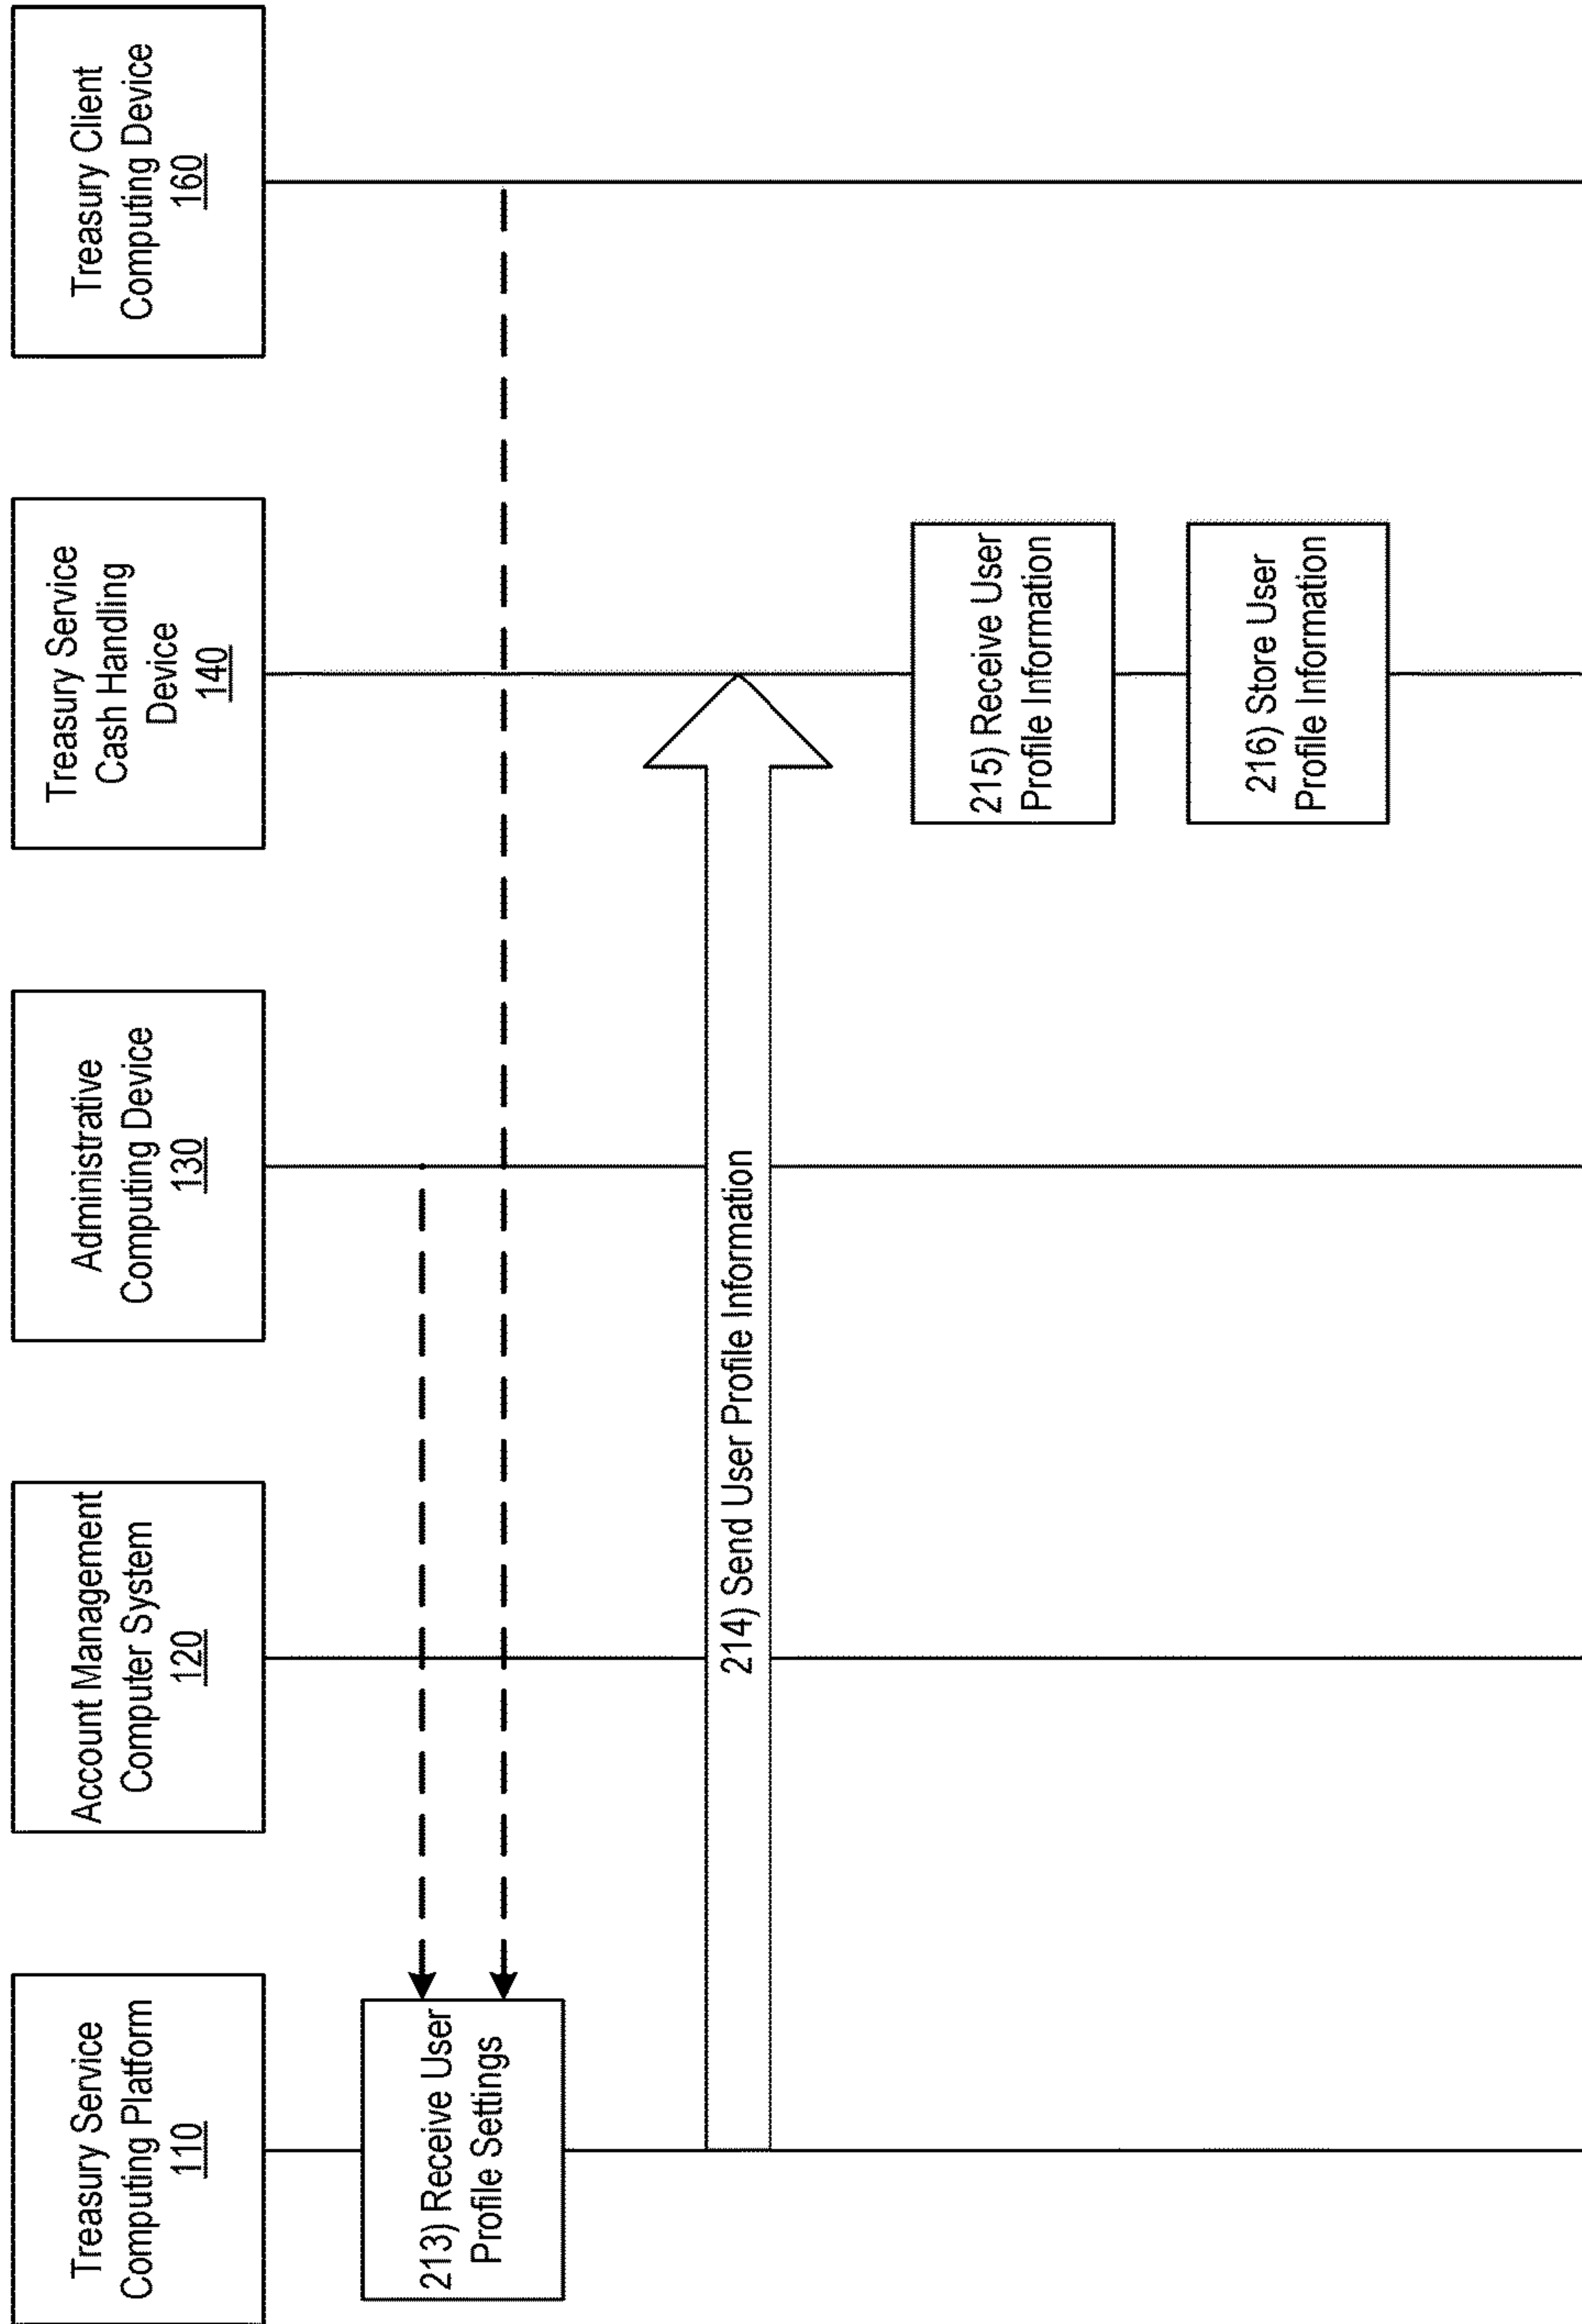 Treasury Service
Computing Platform
110
Account Management
Computer System
120
Administrative
Computing Device
130
Treasury Service
Cash Handling
Device
140
Treasury Client
Computing Device
160
213) Receive User
Profile Settings
214) Send User Profile Information
215) Receive User
Profile Information
216) Store User
Profile Information